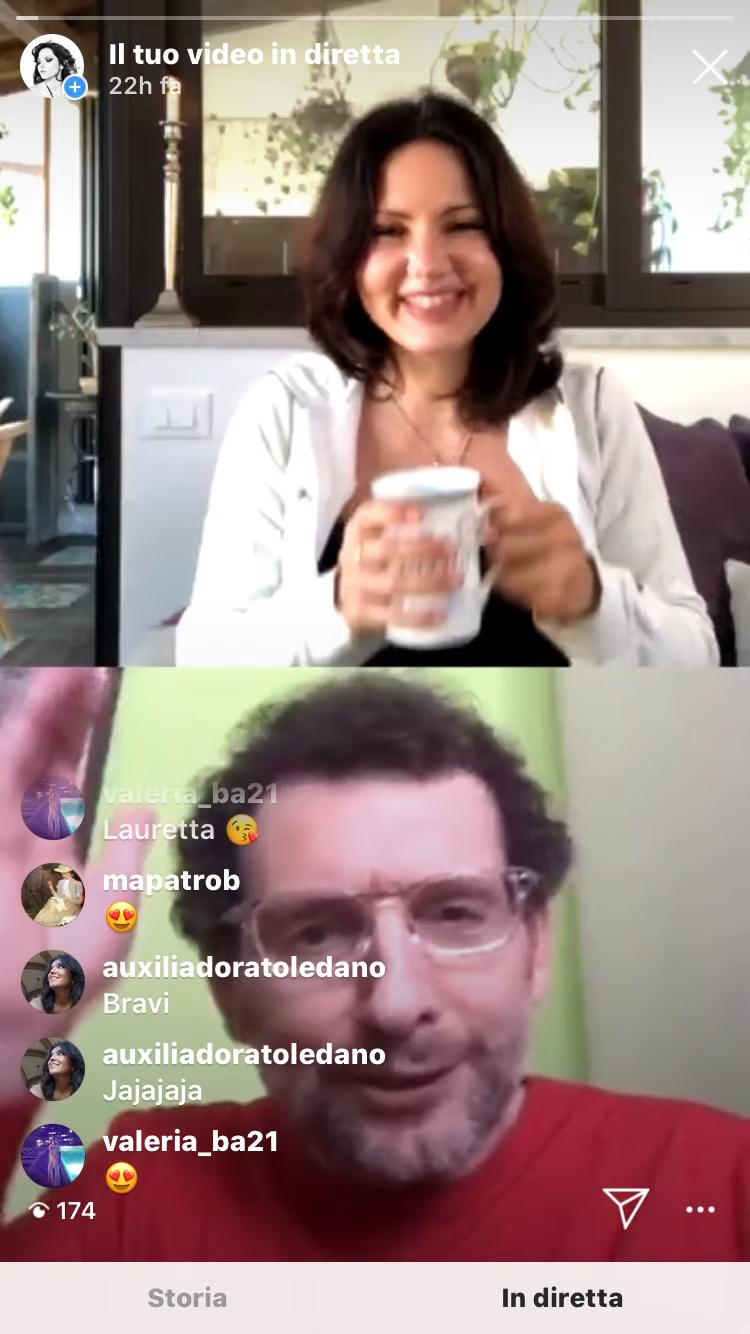 Il tuo video in diretta
22h fa
valeria_ba21
Lauretta 😘
mapatrob
😍
auxiliadoratoledano
Bravi
auxiliadoratoledano
Jajajaja
valeria_ba21
😍
174
Storia
In diretta